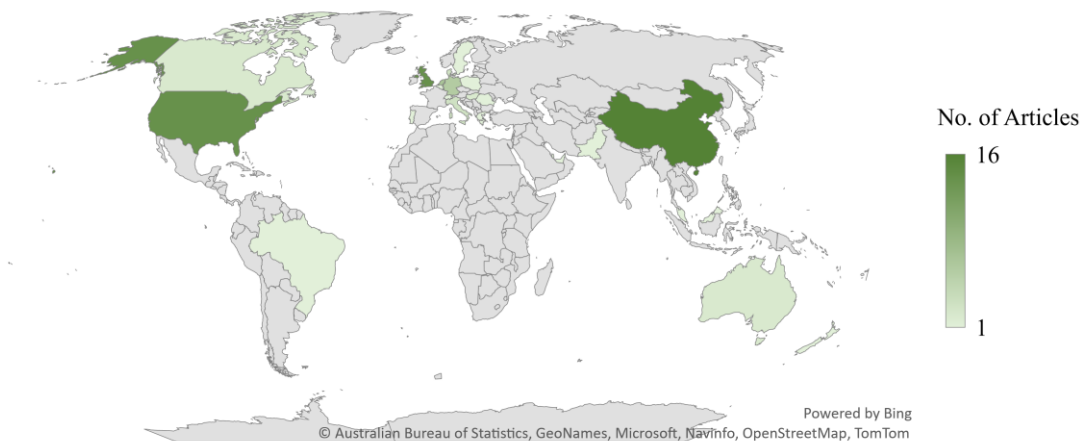 No. of Articles
16
1
Powered by Bing
© Australian Bureau of Statistics, GeoNames, Microsoft, Navinfo, OpenStreetMap, TomTom